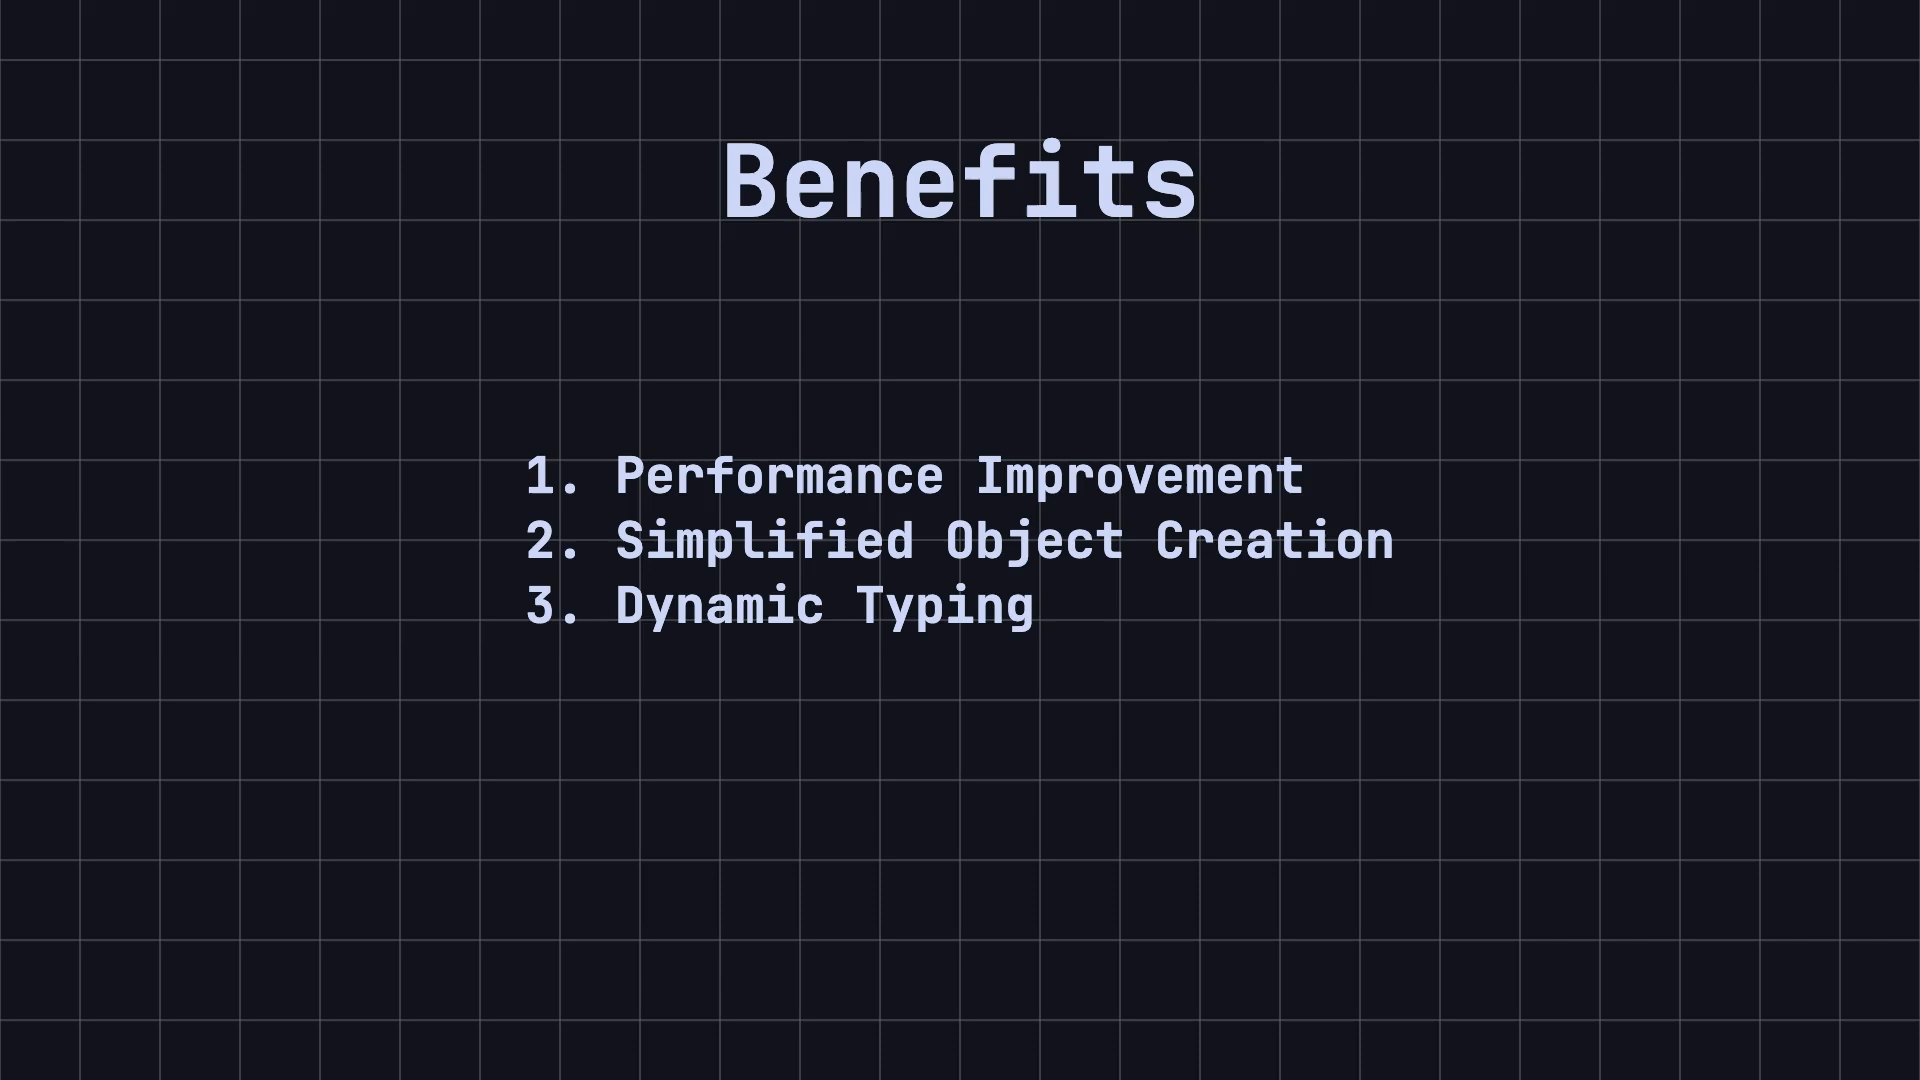 Benefits
1. Performance Improvement
2. Simplified Object Creation
3. Dynamic Typing